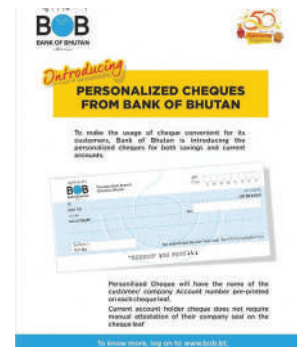 BOB
BANK OF BHUTAN
50
Introducing
PERSONALIZED CHEQUES
FROM BANK OF BHUTAN
To make the usage of cheque convenient for its
customers, Bank of Bhutan is introducing the
personalized cheques for both savings and current
accounts.
BOB
Personalized Cheque will have the name of the
customer/ company Account number pre-printed
on each cheque leaf.
Current account holder cheque does not require
manual attestation of their company seal on the
cheque leaf
To know more, log on to www.bob.bt.